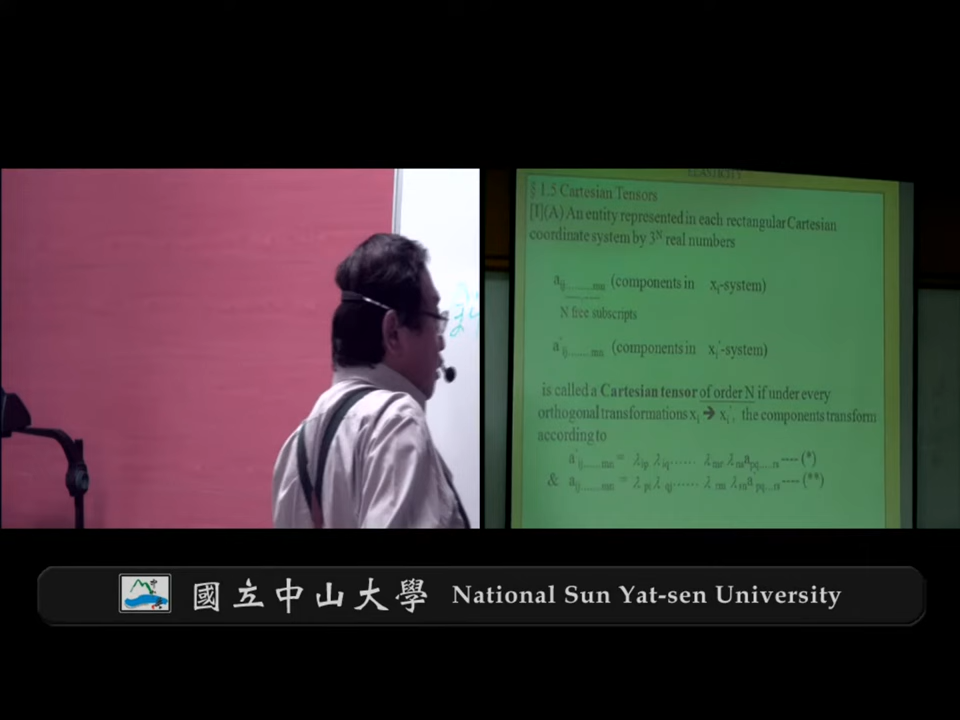 ELASTICITY
§ 1.5 Cartesian Tensors
[I](A) An entity represented in each rectangular Cartesian
coordinate system by 3ᴺ real numbers
a_ij.........mn (components in x_i-system)
N free subscripts
a'_ij.........mn (components in x_i'-system)
is called a Cartesian tensor of order N if under every
orthogonal transformations x_i ➔ x_i', the components transform
according to
a'_ij.........mn = λ_ip λ_jq...... λ_mr λ_ns a_pq.....rs ----(*)
& a_ij.........mn = λ_pi λ_qj...... λ_rm λ_sn a'_pq.....rs ----(**)
國立中山大學 National Sun Yat-sen University